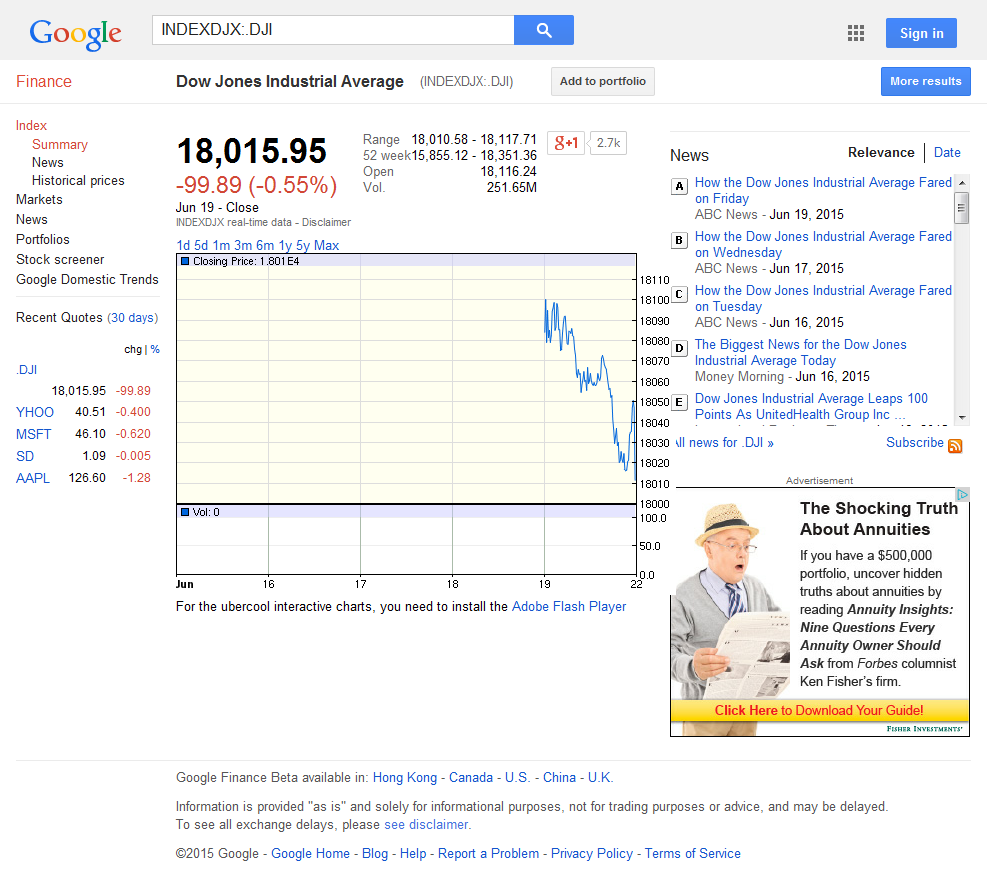 Google
INDEXDJX:.DJI
Sign in
Finance
Dow Jones Industrial Average (INDEXDJX:.DJI)
Add to portfolio
More results
Index
Summary
News
Historical prices
Markets
News
Portfolios
Stock screener
Google Domestic Trends
Recent Quotes (30 days)
chg | %
.DJI
18,015.95 -99.89
YHOO 40.51 -0.400
MSFT 46.10 -0.620
SD 1.09 -0.005
AAPL 126.60 -1.28
18,015.95
-99.89 (-0.55%)
Jun 19 - Close
INDEXDJX real-time data - Disclaimer
Range 18,010.58 - 18,117.71
52 week 15,855.12 - 18,351.36
Open 18,116.24
Vol. 251.65M
g+1 2.7k
1d 5d 1m 3m 6m 1y 5y Max
Closing Price: 1.801E4
18110
18100
18090
18080
18070
18060
18050
18040
18030
18020
18010
18000
Vol: 0
100.0
50.0
0.0
Jun 16 17 18 19 22
For the ubercool interactive charts, you need to install the Adobe Flash Player
News
Relevance Date
A How the Dow Jones Industrial Average Fared
on Friday
ABC News - Jun 19, 2015
B How the Dow Jones Industrial Average Fared
on Wednesday
ABC News - Jun 17, 2015
C How the Dow Jones Industrial Average Fared
on Tuesday
ABC News - Jun 16, 2015
D The Biggest News for the Dow Jones
Industrial Average Today
Money Morning - Jun 16, 2015
E Dow Jones Industrial Average Leaps 100
Points As UnitedHealth Group Inc ...
All news for .DJI »
Subscribe
Advertisement
The Shocking Truth
About Annuities
If you have a $500,000
portfolio, uncover hidden
truths about annuities by
reading Annuity Insights:
Nine Questions Every
Annuity Owner Should
Ask from Forbes columnist
Ken Fisher's firm.
Click Here to Download Your Guide!
FISHER INVESTMENTS
Google Finance Beta available in: Hong Kong - Canada - U.S. - China - U.K.
Information is provided "as is" and solely for informational purposes, not for trading purposes or advice, and may be delayed.
To see all exchange delays, please see disclaimer.
©2015 Google - Google Home - Blog - Help - Report a Problem - Privacy Policy - Terms of Service